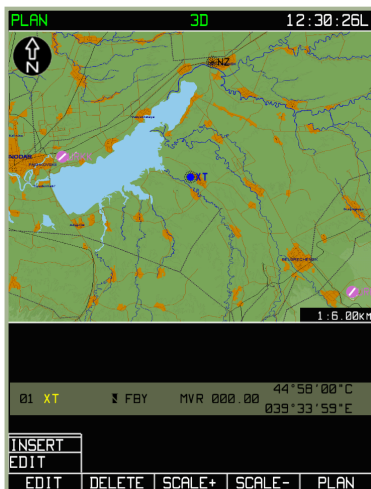 PLAN 3D 12:30:26L
N
NZ
XT
1:6.00KM
01 XT FBY MVR 000.00 44°58'00"C
039°33'59"E
INSERT
EDIT
EDIT DELETE SCALE+ SCALE- PLAN